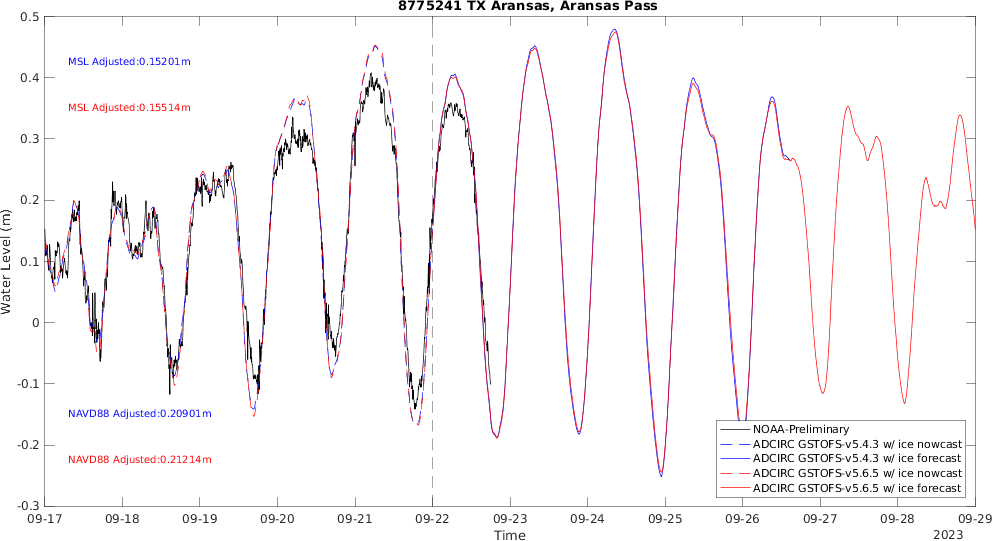 8775241 TX Aransas, Aransas Pass
0.5
0.4
0.3
0.2
0.1
0
-0.1
-0.2
-0.3
Water Level (m)
MSL Adjusted:0.15201m
MSL Adjusted:0.15514m
NAVD88 Adjusted:0.20901m
NAVD88 Adjusted:0.21214m
NOAA-Preliminary
ADCIRC GSTOFS-v5.4.3 w/ ice nowcast
ADCIRC GSTOFS-v5.4.3 w/ ice forecast
ADCIRC GSTOFS-v5.6.5 w/ ice nowcast
ADCIRC GSTOFS-v5.6.5 w/ ice forecast
09-17 09-18 09-19 09-20 09-21 09-22 09-23 09-24 09-25 09-26 09-27 09-28 09-29
Time
2023